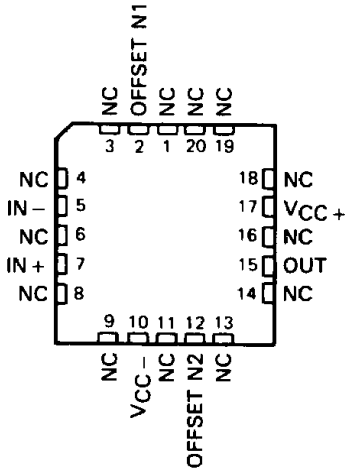 NC
OFFSET N1
NC
NC
NC
3 2 1 20 19
NC 4
IN − 5
NC 6
IN + 7
NC 8
18 NC
17 VCC +
16 NC
15 OUT
14 NC
9 10 11 12 13
NC
VCC −
NC
OFFSET N2
NC